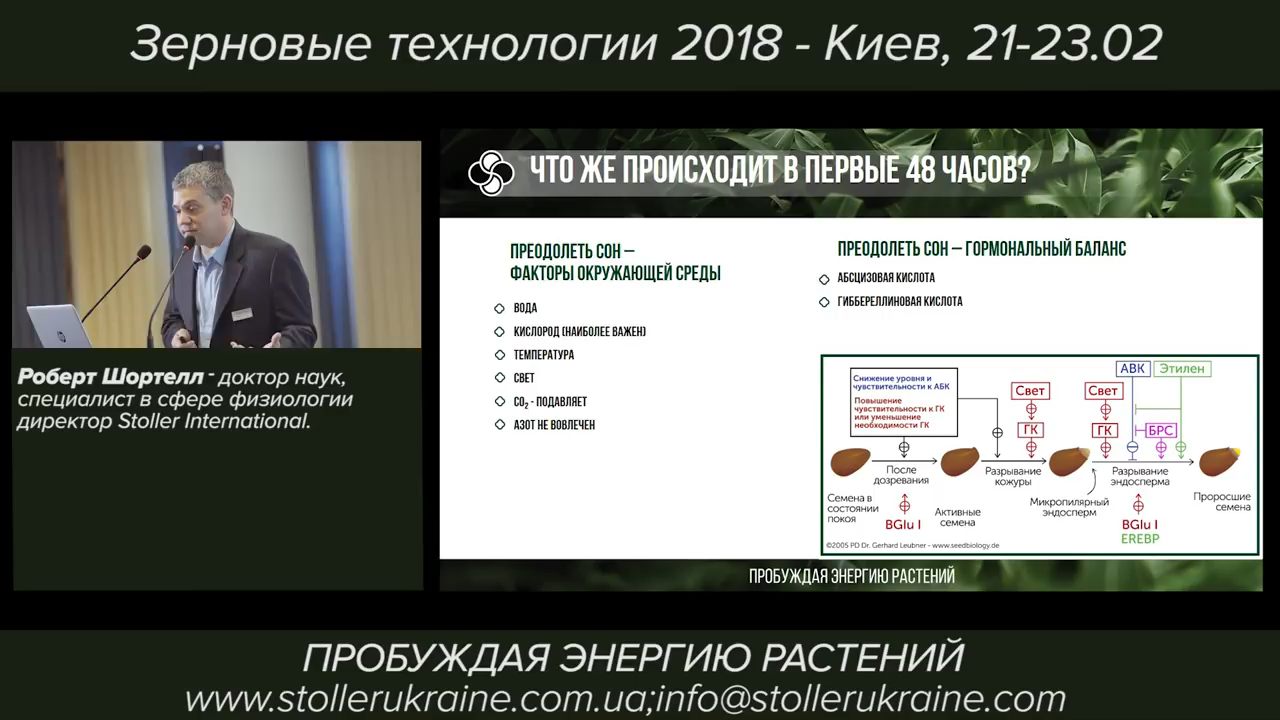 Зерновые технологии 2018 - Киев, 21-23.02
Роберт Шортелл - доктор наук,
специалист в сфере физиологии
директор Stoller International.
ЧТО ЖЕ ПРОИСХОДИТ В ПЕРВЫЕ 48 ЧАСОВ?
ПРЕОДОЛЕТЬ СОН –
ФАКТОРЫ ОКРУЖАЮЩЕЙ СРЕДЫ
ВОДА
КИСЛОРОД (НАИБОЛЕЕ ВАЖЕН)
ТЕМПЕРАТУРА
СВЕТ
CO2 - ПОДАВЛЯЕТ
АЗОТ НЕ ВОВЛЕЧЕН
ПРЕОДОЛЕТЬ СОН – ГОРМОНАЛЬНЫЙ БАЛАНС
АБСЦИЗОВАЯ КИСЛОТА
ГИББЕРЕЛЛИНОВАЯ КИСЛОТА
Снижение уровня и
чувствительности к АБК
Повышение
чувствительности к ГК
или уменьшение
необходимости ГК
Свет
ГК
Свет
ГК
АВК
Этилен
БРС
После
дозревания
Разрывание
кожуры
Разрывание
эндосперма
Микропилярный
эндосперм
Семена в
состоянии
покоя
Активные
семена
Проросшие
семена
BGlu I
BGlu I
EREBP
©2005 PD Dr. Gerhard Leubner - www.seedbiology.de
ПРОБУЖДАЯ ЭНЕРГИЮ РАСТЕНИЙ
ПРОБУЖДАЯ ЭНЕРГИЮ РАСТЕНИЙ
www.stollerukraine.com.ua;info@stollerukraine.com